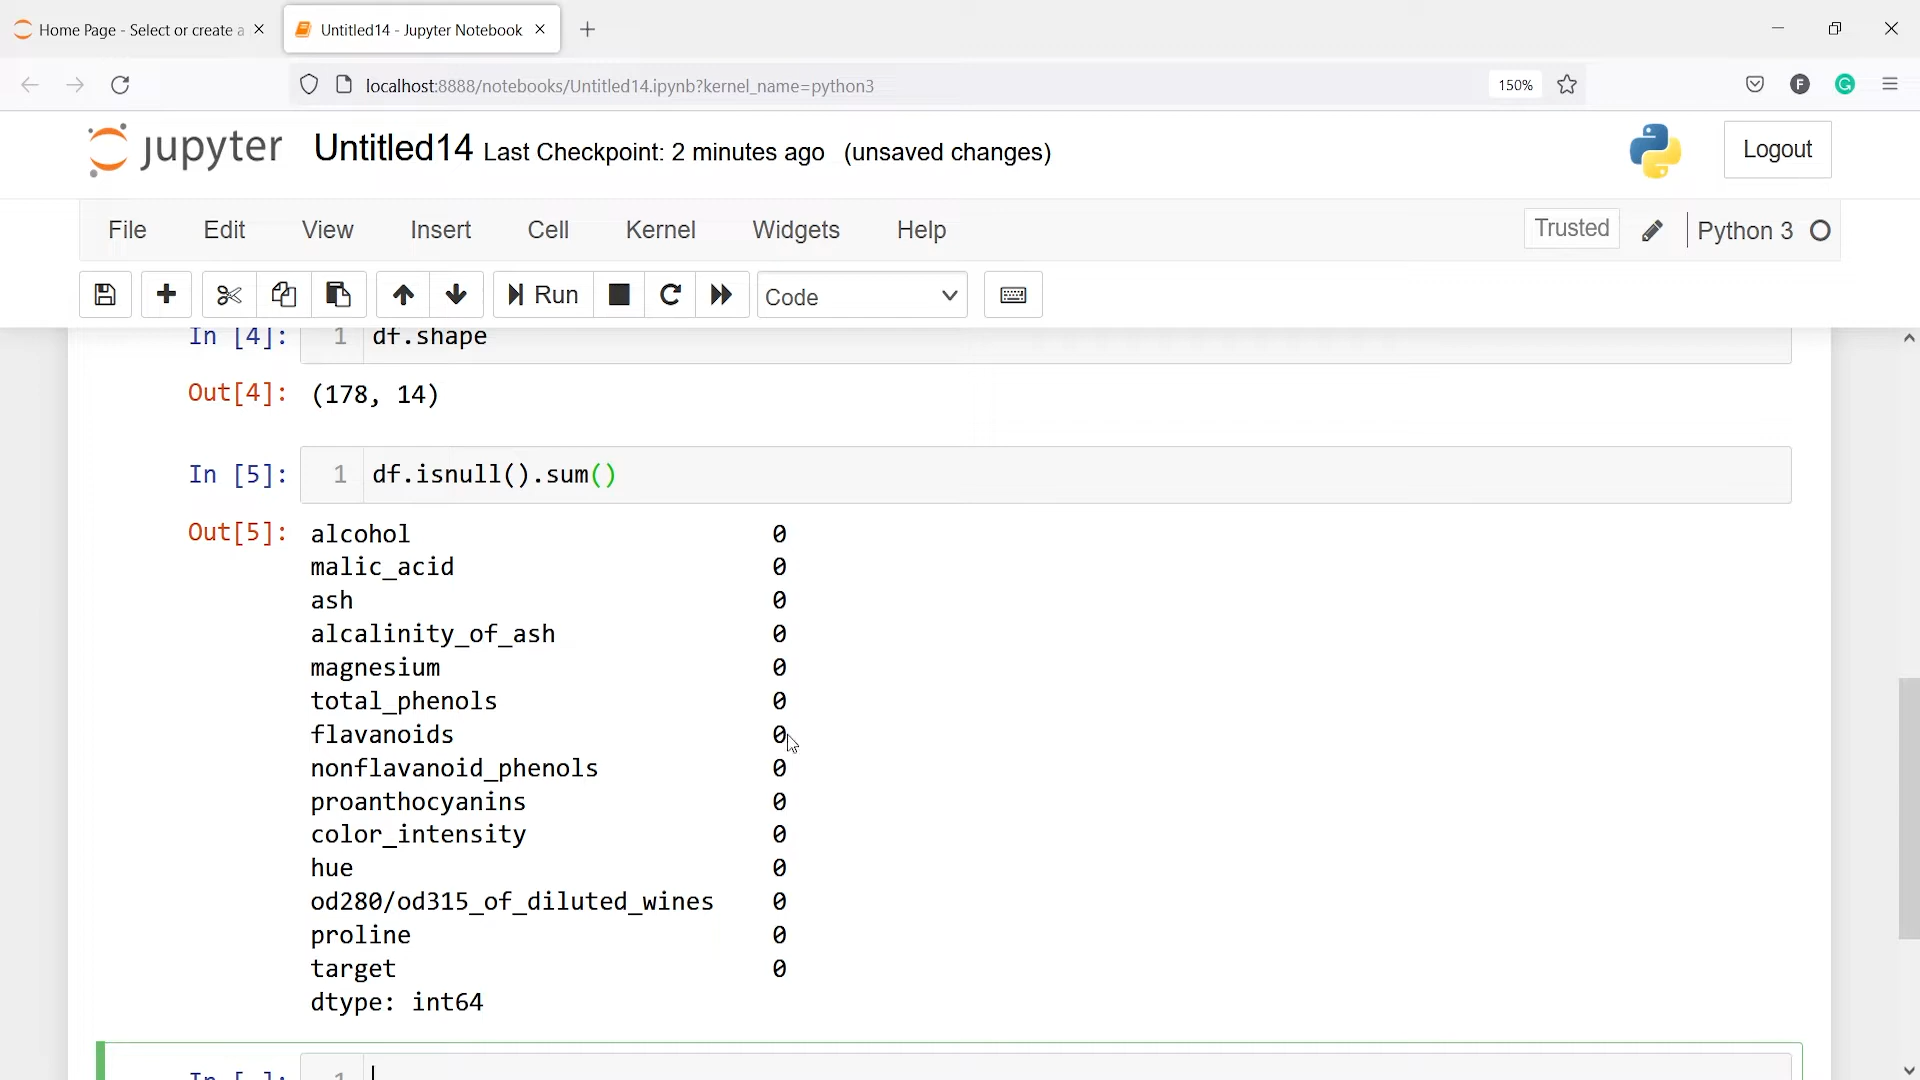 Home Page - Select or create a
Untitled14 - Jupyter Notebook
localhost:8888/notebooks/Untitled14.ipynb?kernel_name=python3
150%
F
G
jupyter Untitled14 Last Checkpoint: 2 minutes ago (unsaved changes)
Logout
File Edit View Insert Cell Kernel Widgets Help
Trusted
Python 3
Run
Code
In [4]: 1 df.shape
Out[4]: (178, 14)
In [5]: 1 df.isnull().sum()
Out[5]: alcohol 0
malic_acid 0
ash 0
alcalinity_of_ash 0
magnesium 0
total_phenols 0
flavanoids 0
nonflavanoid_phenols 0
proanthocyanins 0
color_intensity 0
hue 0
od280/od315_of_diluted_wines 0
proline 0
target 0
dtype: int64
In [ ]: 1